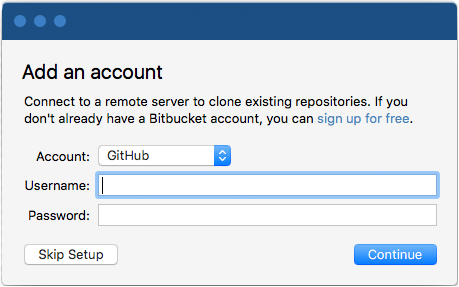 Add an account
Connect to a remote server to clone existing repositories. If you
don't already have a Bitbucket account, you can sign up for free.
Account: GitHub
Username:
Password:
Skip Setup Continue